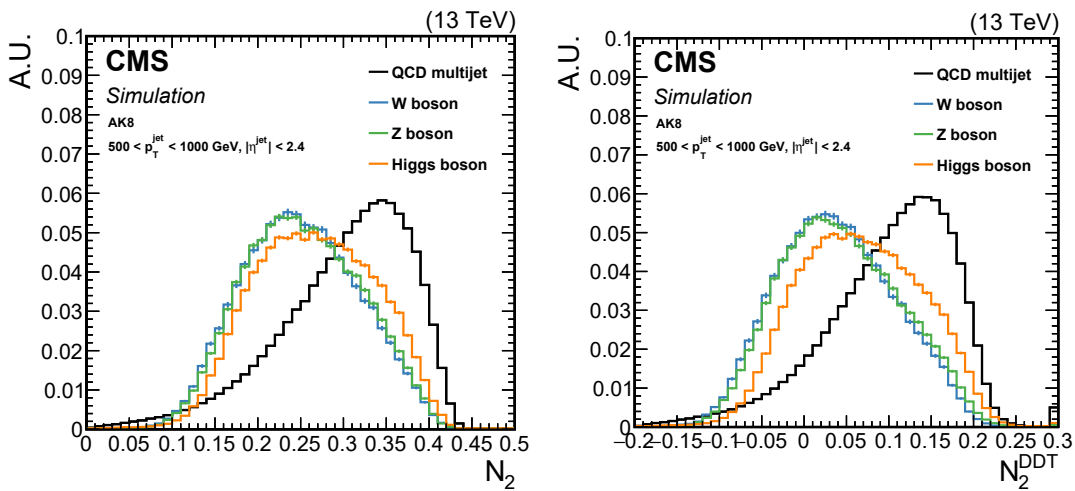 (13 TeV)
A.U.
0.1
0.09
0.08
0.07
0.06
0.05
0.04
0.03
0.02
0.01
0
CMS
Simulation
AK8
500 < p_T^jet < 1000 GeV, |η^jet| < 2.4
QCD multijet
W boson
Z boson
Higgs boson
0 0.05 0.1 0.15 0.2 0.25 0.3 0.35 0.4 0.45 0.5
N_2
(13 TeV)
A.U.
0.1
0.09
0.08
0.07
0.06
0.05
0.04
0.03
0.02
0.01
0
CMS
Simulation
AK8
500 < p_T^jet < 1000 GeV, |η^jet| < 2.4
QCD multijet
W boson
Z boson
Higgs boson
−0.2 −0.15 −0.1 −0.05 0 0.05 0.1 0.15 0.2 0.25 0.3
N_2^DDT